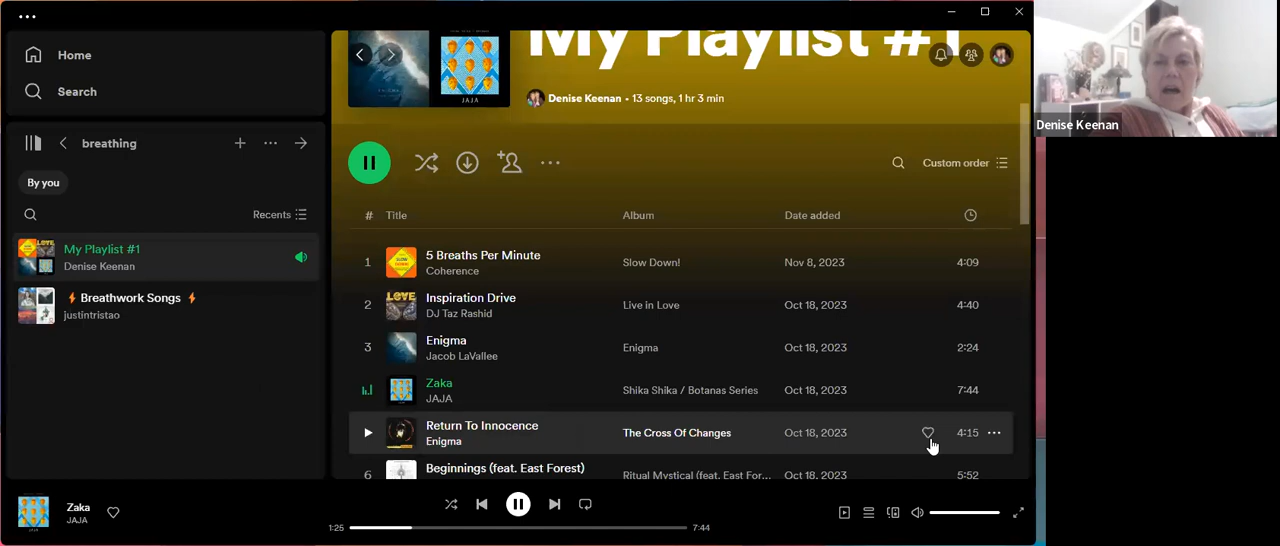 Home
Search
breathing
By you
Recents
My Playlist #1
Denise Keenan
Breathwork Songs
justintristao
My Playlist #1
Denise Keenan • 13 songs, 1 hr 3 min
Custom order
# Title Album Date added
1 5 Breaths Per Minute Slow Down! Nov 8, 2023 4:09
Coherence
2 Inspiration Drive Live in Love Oct 18, 2023 4:40
DJ Taz Rashid
3 Enigma Enigma Oct 18, 2023 2:24
Jacob LaVallee
Zaka Shika Shika / Botanas Series Oct 18, 2023 7:44
JAJA
Return To Innocence The Cross Of Changes Oct 18, 2023 4:15
Enigma
6 Beginnings (feat. East Forest) Ritual Mystical (feat. East For... Oct 18, 2023 5:52
Zaka
JAJA
1:25 7:44
Denise Keenan
JAJA
LOVE